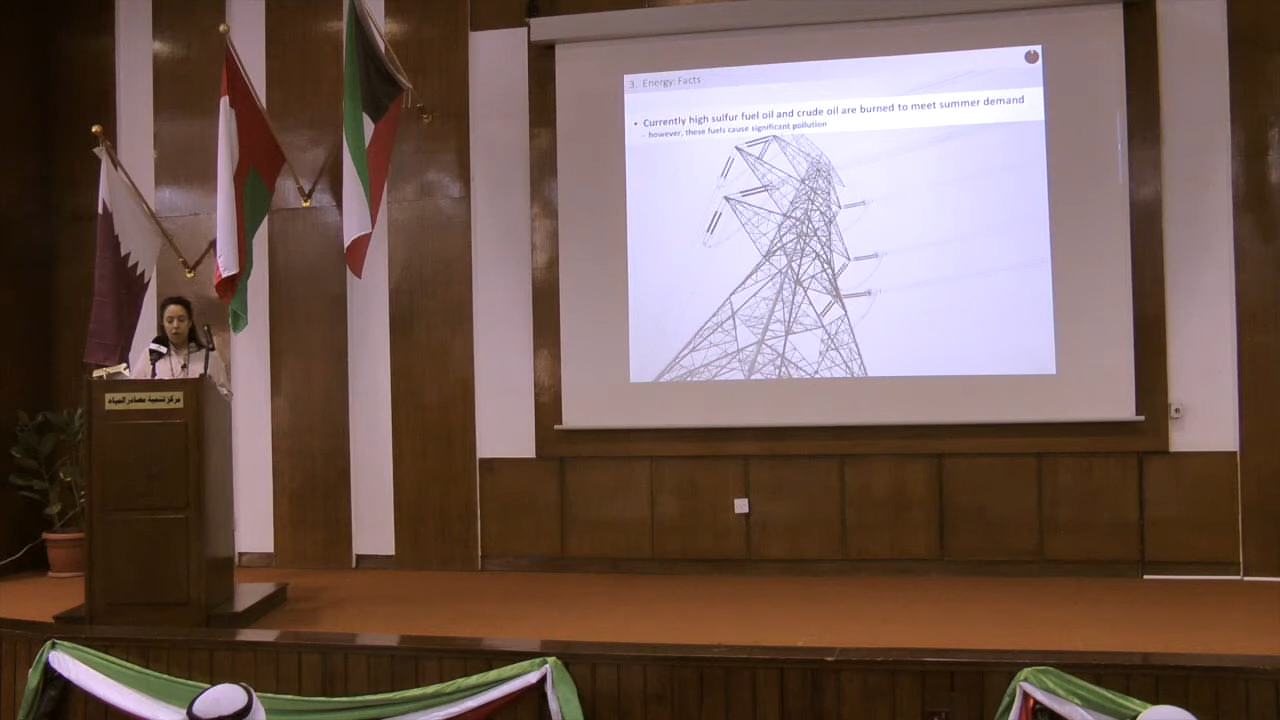 3. Energy: Facts
• Currently high sulfur fuel oil and crude oil are burned to meet summer demand
– however, these fuels cause significant pollution
مركز تنمية مصادر المياه